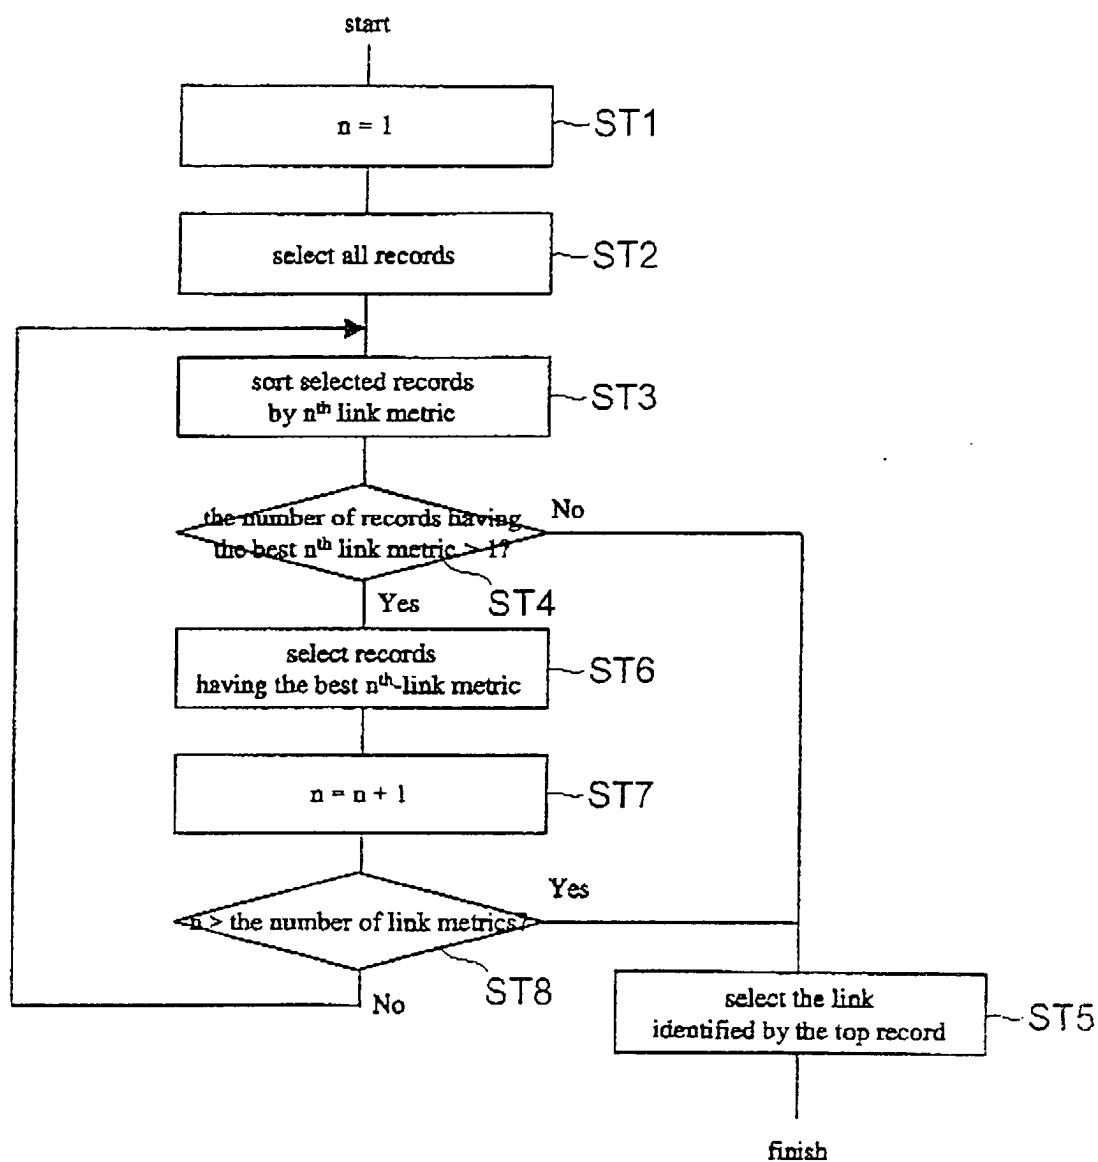 start
n = 1
ST1
select all records
ST2
sort selected records
by nth link metric
ST3
the number of records having
the best nth link metric > 1?
No
ST4
Yes
select records
having the best nth-link metric
ST6
n = n + 1
ST7
Yes
n > the number of link metrics?
ST8
No
select the link
identified by the top record
ST5
finish